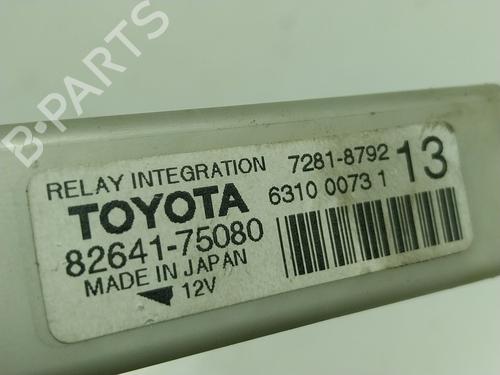 B-PARTS
RELAY INTEGRATION 7281-8792 13
TOYOTA 6310 0073 1
82641-75080
MADE IN JAPAN
12V